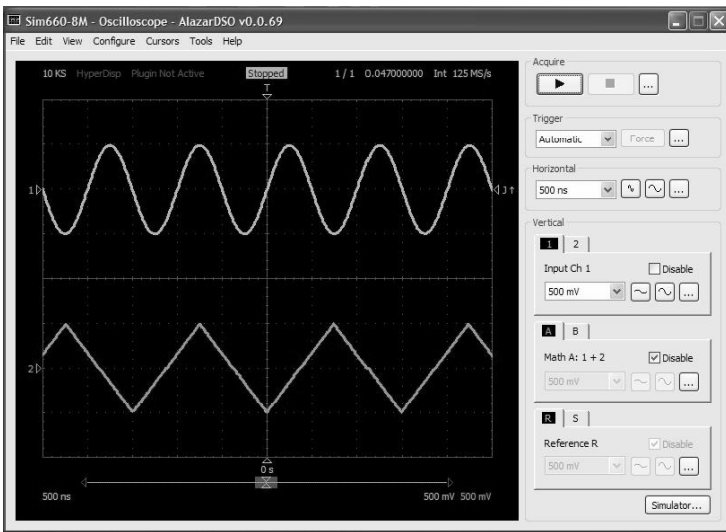 Sim660-8M - Oscilloscope - AlazarDSO v0.0.69
File Edit View Configure Cursors Tools Help
10 KS HyperDisp Plugin Not Active Stopped 1 / 1 0.047000000 Int 125 MS/s
T
1
J
2
0 s
500 ns 500 mV 500 mV
Acquire
...
Trigger
Automatic Force ...
Horizontal
500 ns ...
Vertical
1 2
Input Ch 1 Disable
500 mV ...
A B
Math A: 1 + 2 Disable
500 mV ...
R S
Reference R Disable
500 mV ...
Simulator...